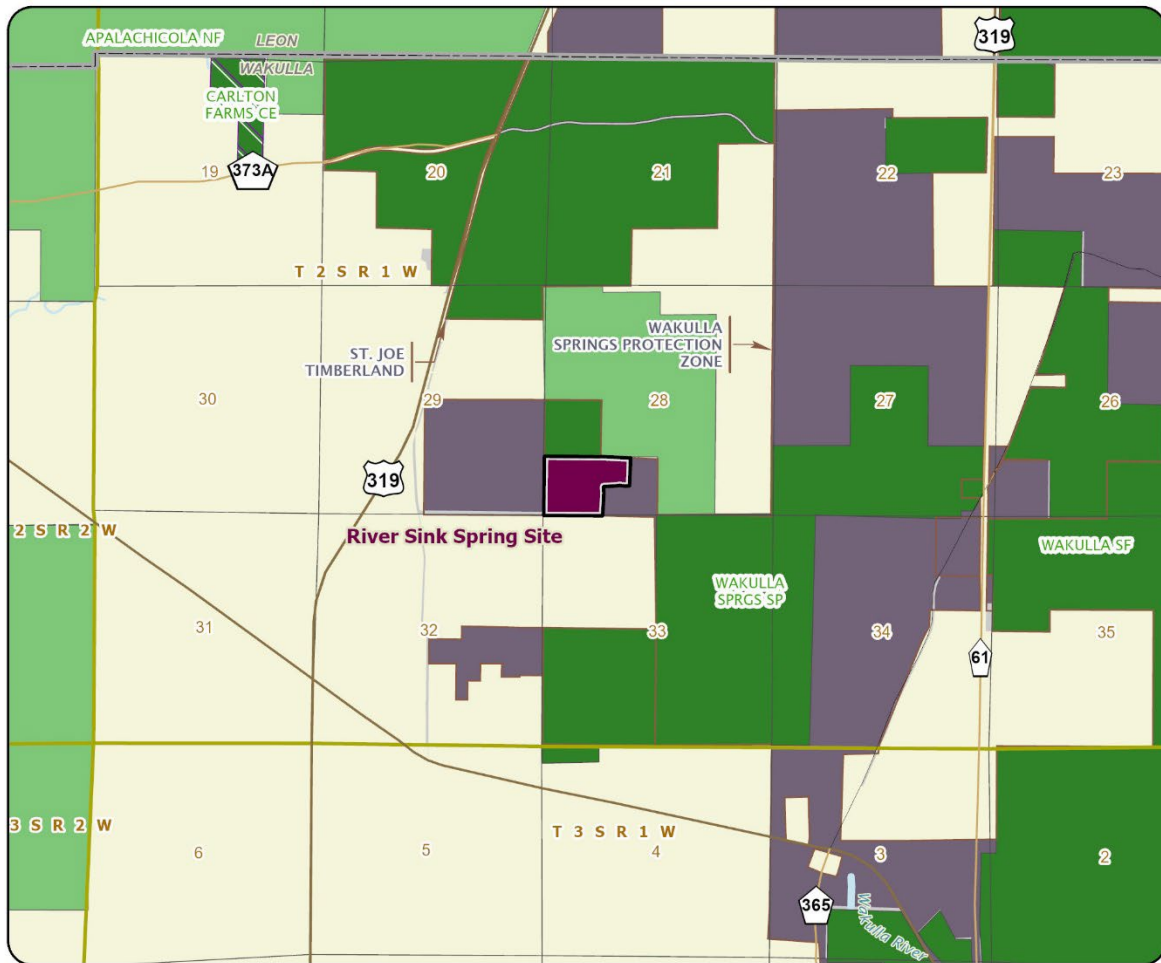 APALACHICOLA NF
LEON
WAKULLA
319
CARLTON
FARMS CE
373A
19
20
21
22
23
T 2 S R 1 W
ST. JOE
TIMBERLAND
WAKULLA
SPRINGS PROTECTION
ZONE
30
29
28
27
26
319
River Sink Spring Site
2 S R 2 W
WAKULLA
SPRGS SP
WAKULLA SF
31
32
33
34
35
61
3 S R 2 W
T 3 S R 1 W
6
5
4
3
2
365
Wakulla River